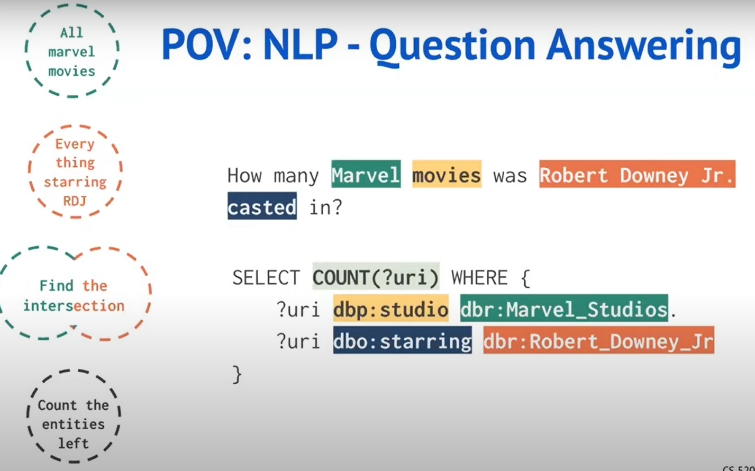 POV: NLP - Question Answering
All
marvel
movies
Every
thing
starring
RDJ
Find the
intersection
Count the
entities
left
How many Marvel movies was Robert Downey Jr.
casted in?
SELECT COUNT(?uri) WHERE {
?uri dbp:studio dbr:Marvel_Studios.
?uri dbo:starring dbr:Robert_Downey_Jr
}